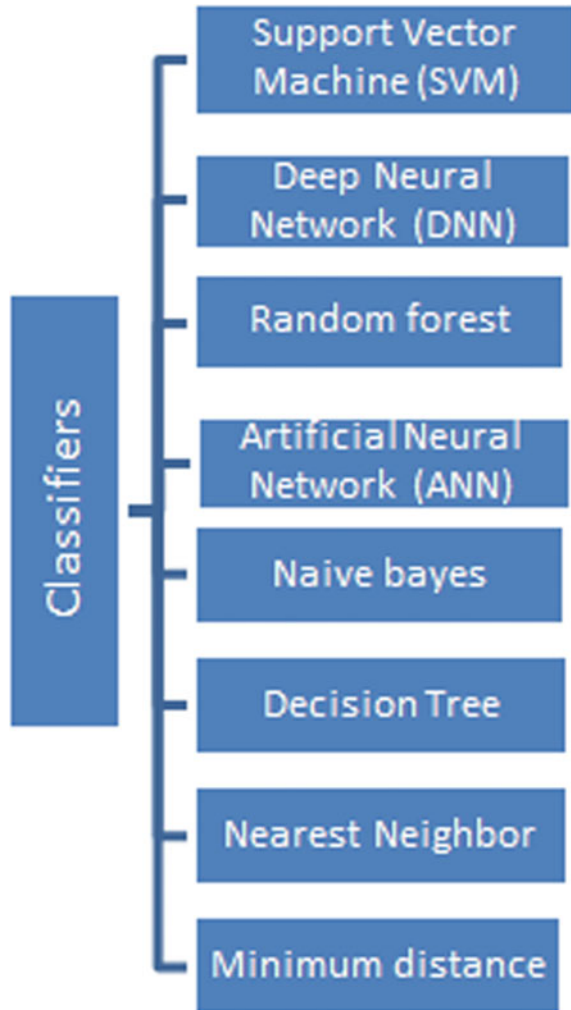 Classifiers
Support Vector
Machine (SVM)
Deep Neural
Network (DNN)
Random forest
Artificial Neural
Network (ANN)
Naive bayes
Decision Tree
Nearest Neighbor
Minimum distance